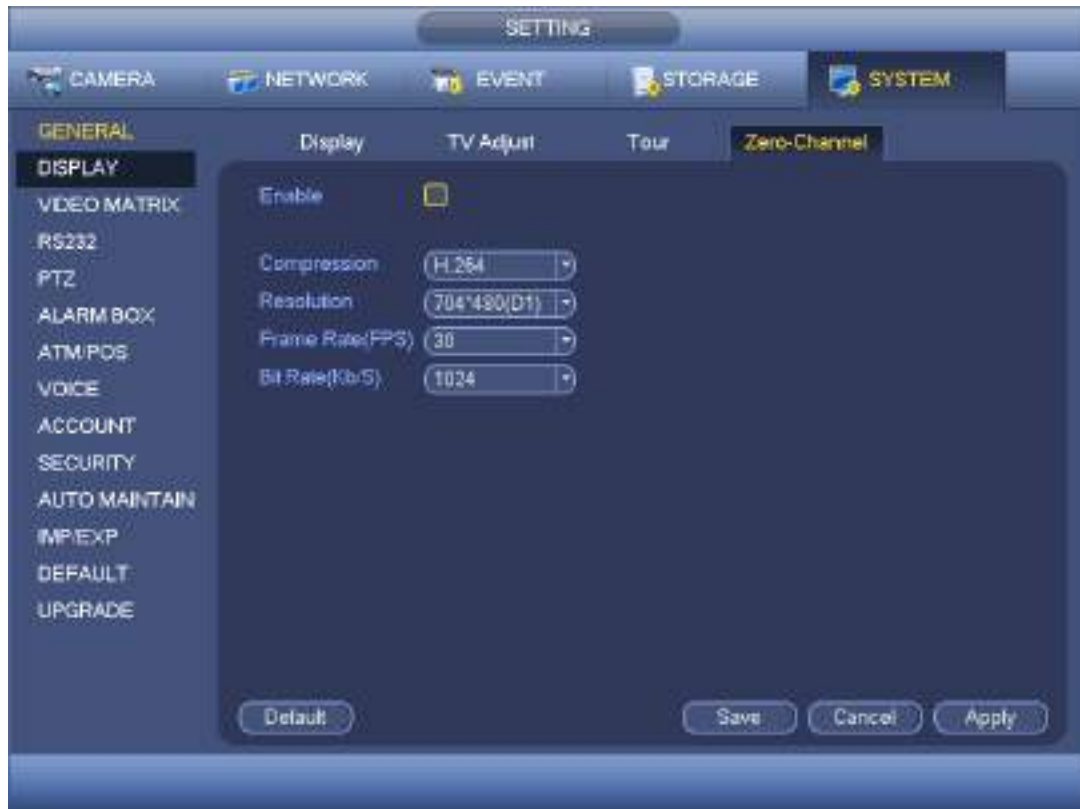 SETTING
CAMERA NETWORK EVENT STORAGE SYSTEM
GENERAL
DISPLAY
VIDEO MATRIX
RS232
PTZ
ALARM BOX
ATM/POS
VOICE
ACCOUNT
SECURITY
AUTO MAINTAIN
IMP/EXP
DEFAULT
UPGRADE
Display TV Adjust Tour Zero-Channel
Enable
Compression H.264
Resolution 704*480(D1)
Frame Rate(FPS) 30
Bit Rate(Kb/S) 1024
Default Save Cancel Apply